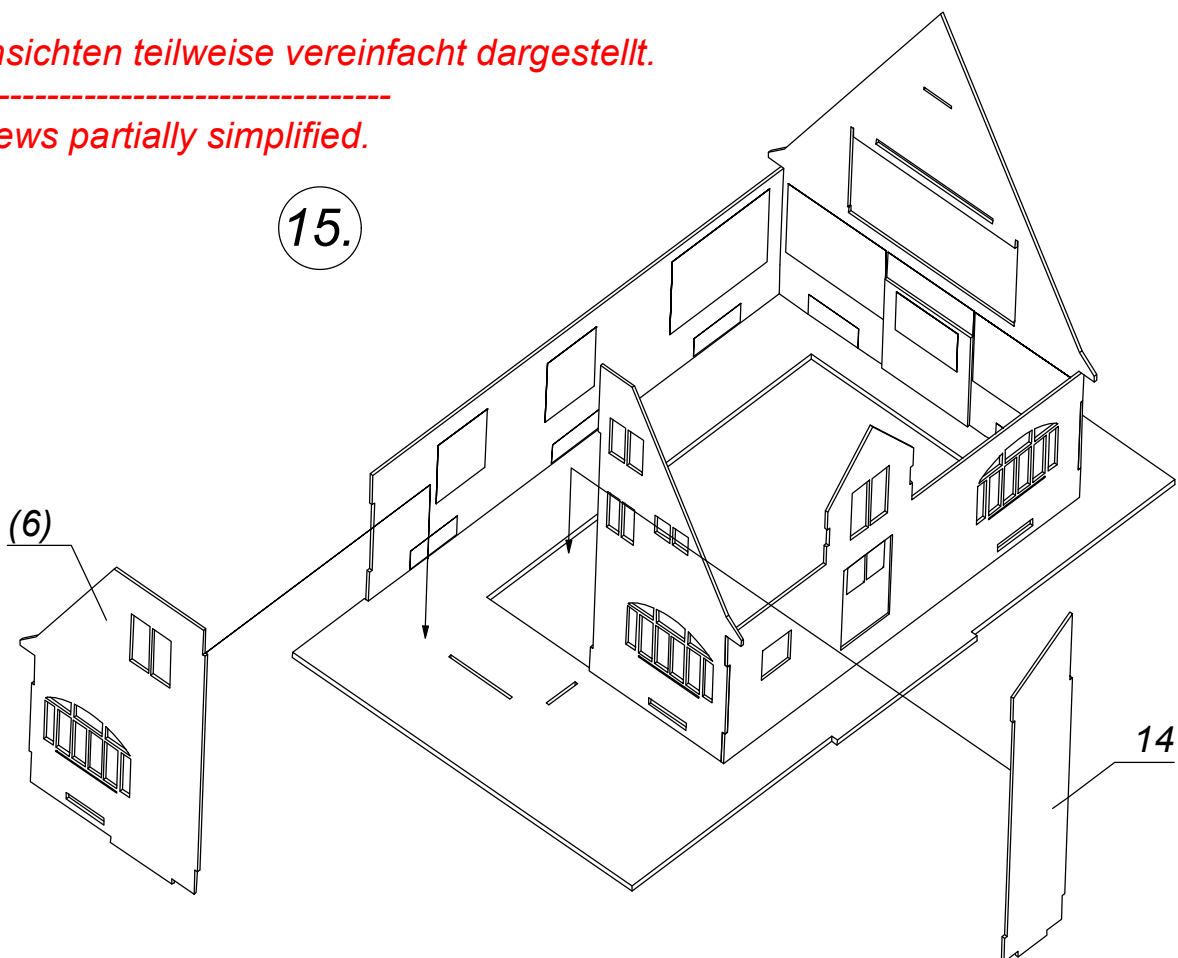 nsichten teilweise vereinfacht dargestellt.
--------------------------------
ews partially simplified.
15.
(6)
14